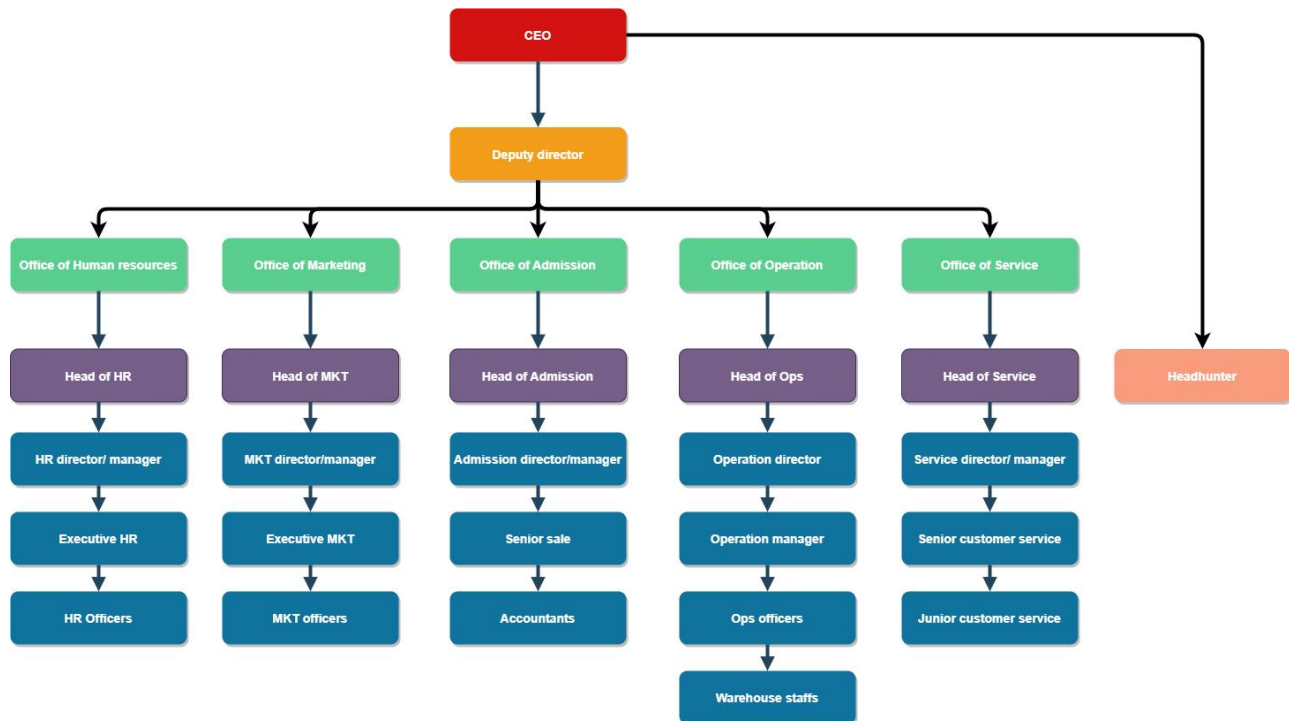 CEO
Deputy director
Office of Human resources
Office of Marketing
Office of Admission
Office of Operation
Office of Service
Head of HR
Head of MKT
Head of Admission
Head of Ops
Head of Service
Headhunter
HR director/ manager
MKT director/manager
Admission director/manager
Operation director
Service director/ manager
Executive HR
Executive MKT
Senior sale
Operation manager
Senior customer service
HR Officers
MKT officers
Accountants
Ops officers
Junior customer service
Warehouse staffs